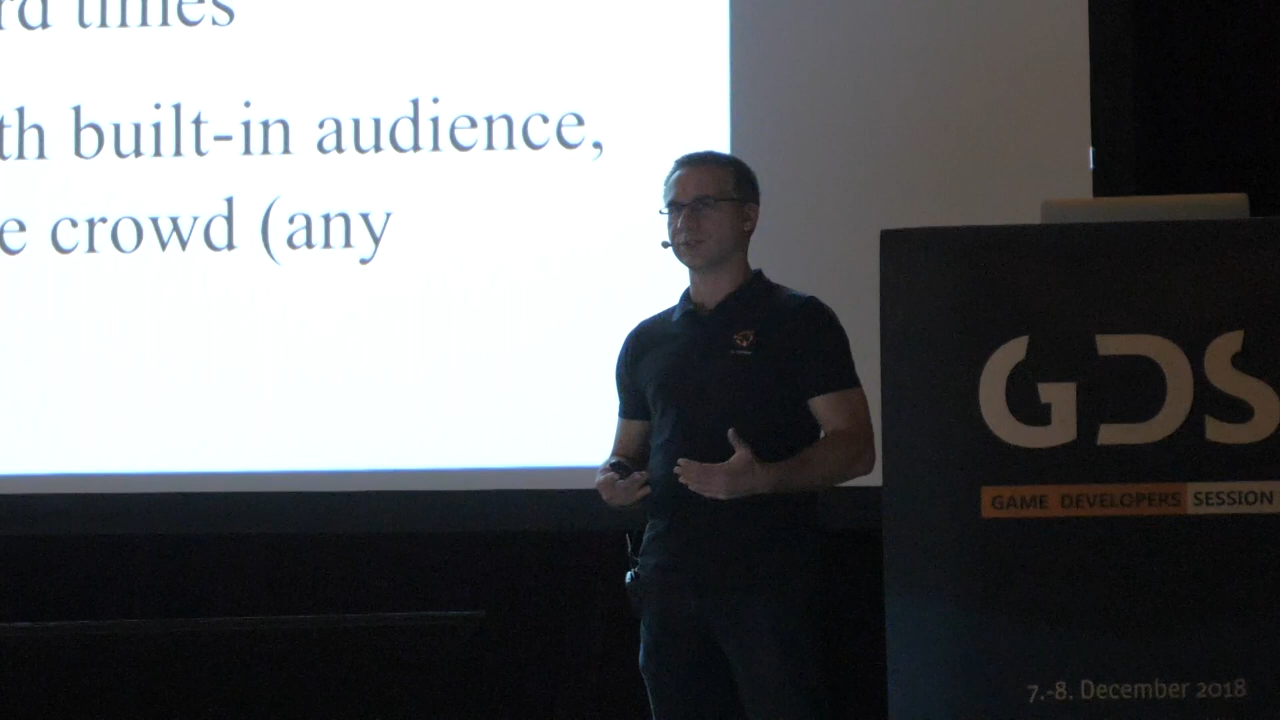 rd times
th built-in audience,
e crowd (any
GDS
GAME DEVELOPERS SESSION
7.-8. December 2018